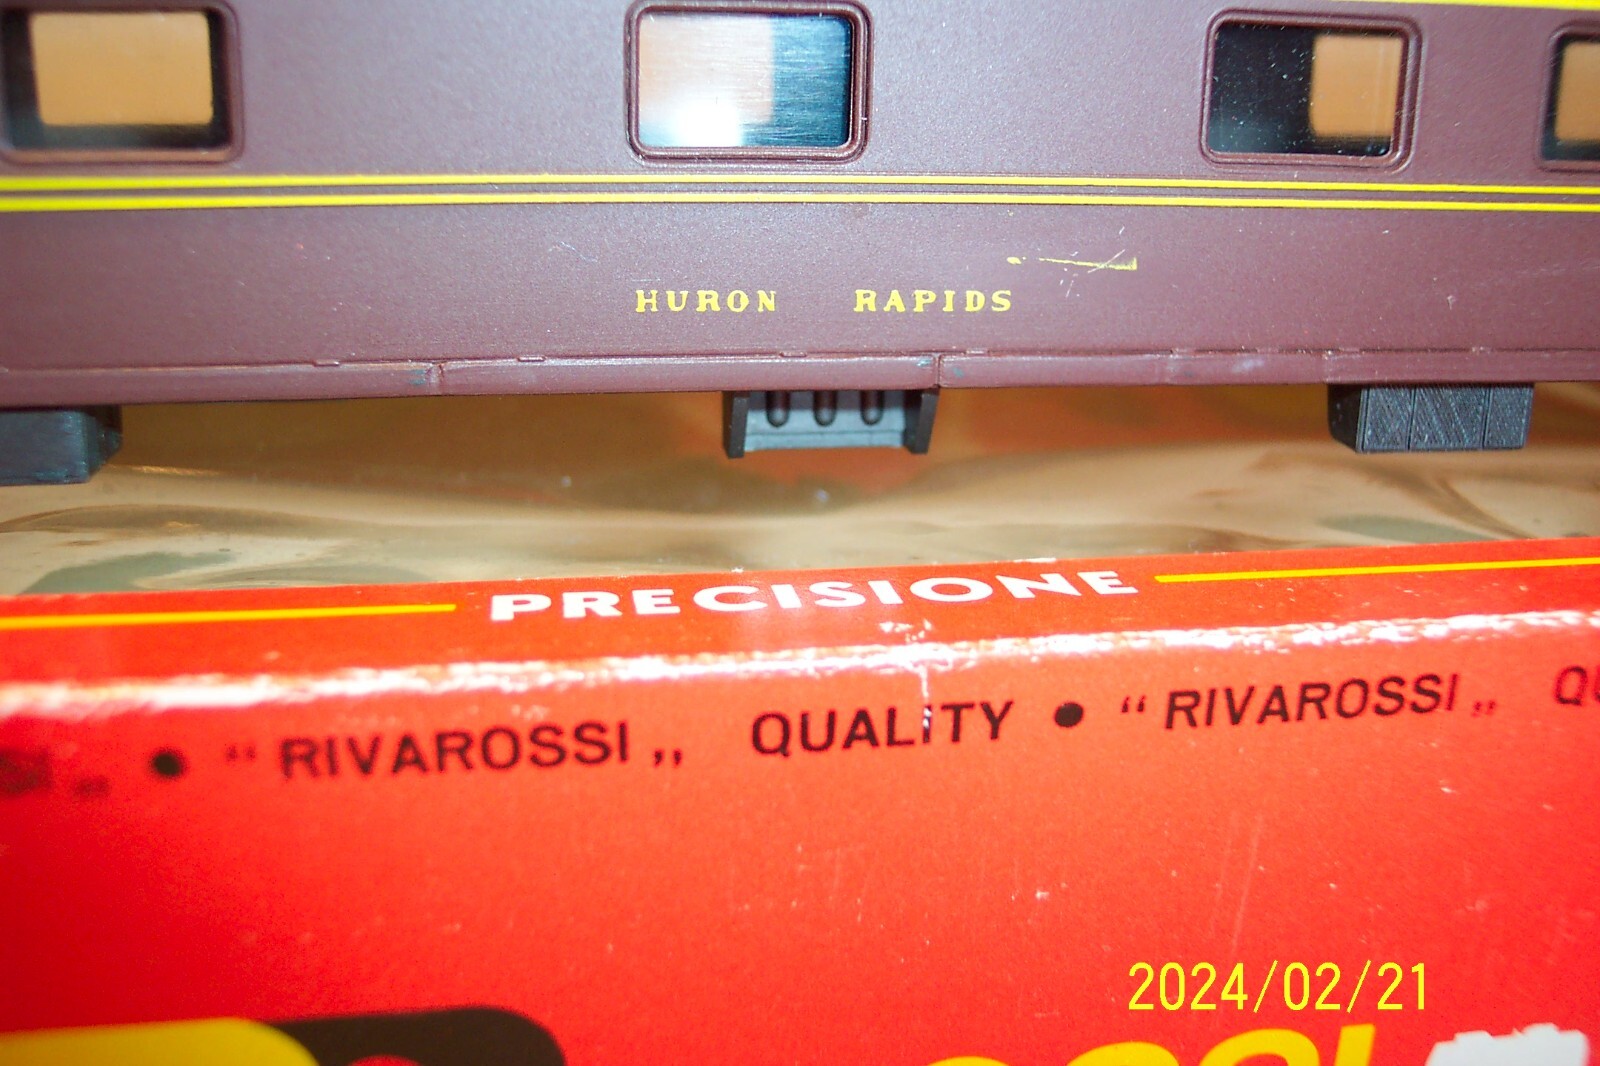 HURON RAPIDS
PRECISIONE
• “ RIVAROSSI „ QUALITY • “ RIVAROSSI „
2024/02/21